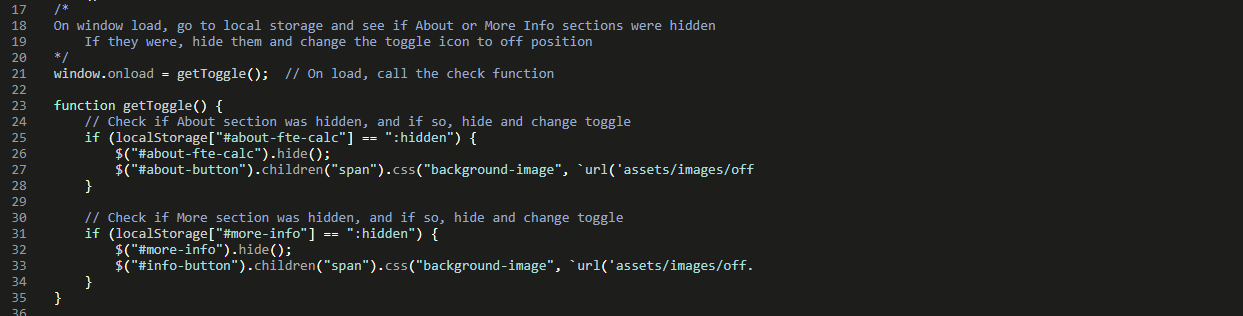 17 /*
18 On window load, go to local storage and see if About or More Info sections were hidden
19     If they were, hide them and change the toggle icon to off position
20 */
21 window.onload = getToggle();  // On load, call the check function
22
23 function getToggle() {
24     // Check if About section was hidden, and if so, hide and change toggle
25     if (localStorage["#about-fte-calc"] == ":hidden") {
26         $("#about-fte-calc").hide();
27         $("#about-button").children("span").css("background-image", `url('assets/images/off
28     }
29
30     // Check if More section was hidden, and if so, hide and change toggle
31     if (localStorage["#more-info"] == ":hidden") {
32         $("#more-info").hide();
33         $("#info-button").children("span").css("background-image", `url('assets/images/off.
34     }
35 }
36